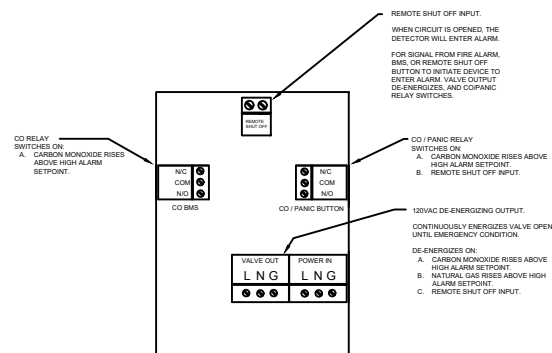 REMOTE SHUT OFF INPUT.
WHEN CIRCUIT IS OPENED, THE
DETECTOR WILL ENTER ALARM.
FOR SIGNAL FROM FIRE ALARM,
BMS, OR REMOTE SHUT OFF
BUTTON TO INITIATE DEVICE TO
ENTER ALARM. VALVE OUTPUT
DE-ENERGIZES, AND CO/PANIC
RELAY SWITCHES.
REMOTE
SHUT OFF
CO RELAY
SWITCHES ON:
A. CARBON MONOXIDE RISES
ABOVE HIGH ALARM
SETPOINT.
N/C
COM
N/O
CO BMS
N/C
COM
N/O
CO / PANIC BUTTON
CO / PANIC RELAY
SWITCHES ON:
A. CARBON MONOXIDE RISES ABOVE
HIGH ALARM SETPOINT.
B. REMOTE SHUT OFF INPUT.
120VAC DE-ENERGIZING OUTPUT.
CONTINUOUSLY ENERGIZES VALVE OPEN
UNTIL EMERGENCY CONDITION.
DE-ENERGIZES ON:
A. CARBON MONOXIDE RISES ABOVE
HIGH ALARM SETPOINT.
B. NATURAL GAS RISES ABOVE HIGH
ALARM SETPOINT.
C. REMOTE SHUT OFF INPUT.
VALVE OUT POWER IN
L N G L N G